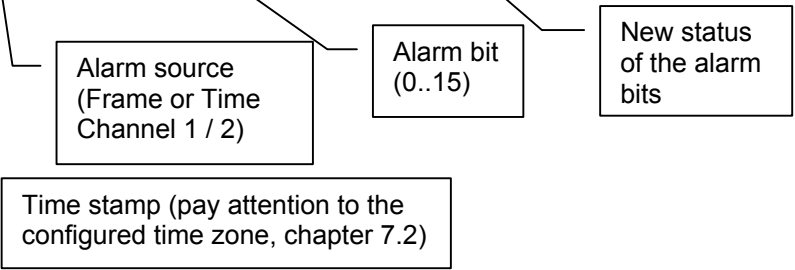 Alarm source
(Frame or Time
Channel 1 / 2)
Alarm bit
(0..15)
New status
of the alarm
bits
Time stamp (pay attention to the
configured time zone, chapter 7.2)